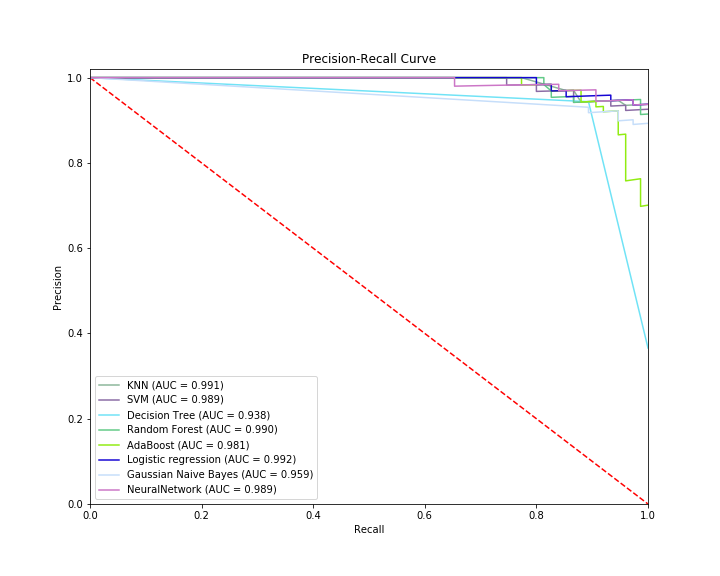 Precision-Recall Curve
1.0
0.8
0.6
0.4
0.2
0.0
Precision
KNN (AUC = 0.991)
SVM (AUC = 0.989)
Decision Tree (AUC = 0.938)
Random Forest (AUC = 0.990)
AdaBoost (AUC = 0.981)
Logistic regression (AUC = 0.992)
Gaussian Naive Bayes (AUC = 0.959)
NeuralNetwork (AUC = 0.989)
0.0 0.2 0.4 0.6 0.8 1.0
Recall